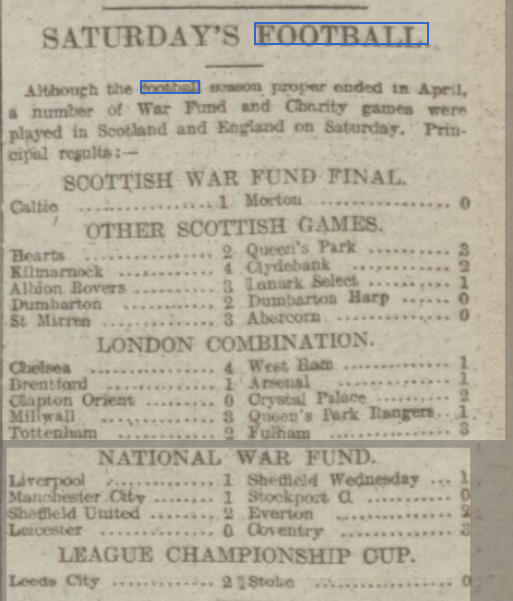 SATURDAY'S FOOTBALL
Although the football season proper ended in April,
a number of War Fund and Charity games were
played in Scotland and England on Saturday. Prin-
cipal results:—
SCOTTISH WAR FUND FINAL.
Celtic .................. 1 Morton .................. 0
OTHER SCOTTISH GAMES.
Hearts .................. 2 Queen's Park .......... 3
Kilmarnock ............ 4 Clydebank ............ 2
Albion Rovers ......... 3 Lanark Select ......... 1
Dumbarton ............ 2 Dumbarton Harp ... 0
St Mirren ............... 3 Abercorn ............... 0
LONDON COMBINATION.
Chelsea .................. 4 West Ham ............ 1
Brentford ............... 1 Arsenal .................. 1
Clapton Orient ......... 0 Crystal Palace ......... 2
Millwall .................. 3 Queen's Park Rangers.. 1
Tottenham ............... 2 Fulham .................. 3
NATIONAL WAR FUND.
Liverpool ............... 1 Sheffield Wednesday ... 1
Manchester City ....... 1 Stockport C. ........... 0
Sheffield United ....... 2 Everton .................. 2
Leicester ............... 0 Coventry ............... 3
LEAGUE CHAMPIONSHIP CUP.
Leeds City ............ 2 Stoke .................. 0